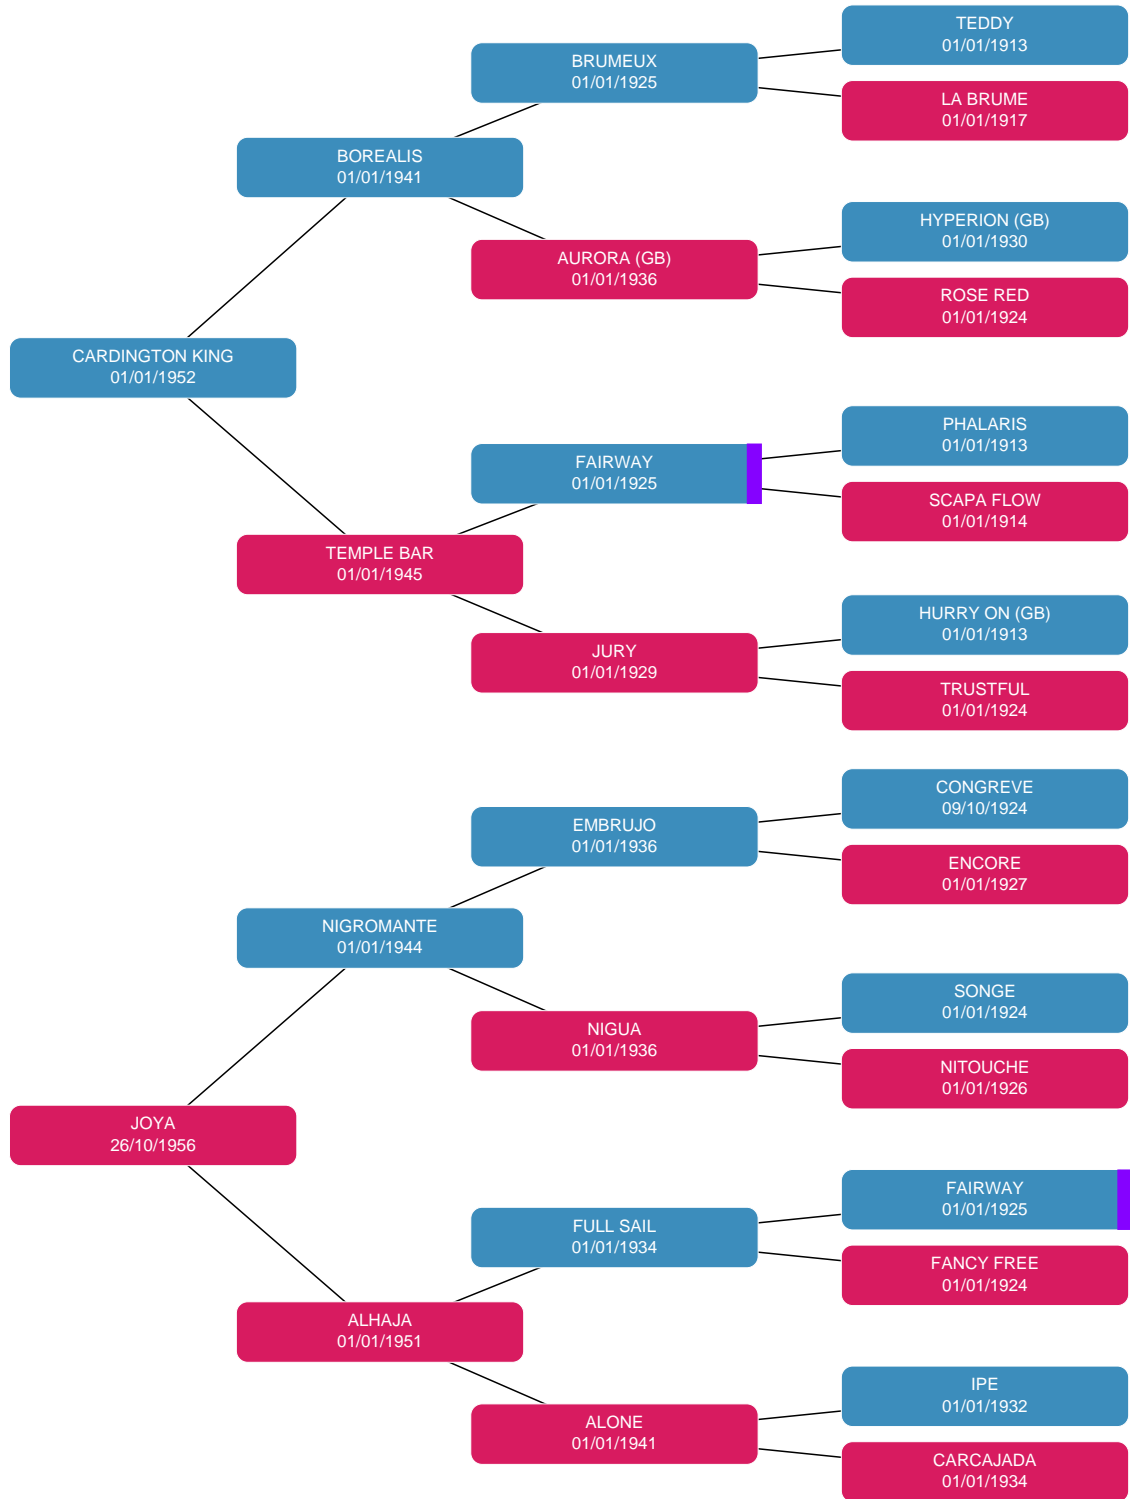 TEDDY
01/01/1913
BRUMEUX
01/01/1925
LA BRUME
01/01/1917
BOREALIS
01/01/1941
HYPERION (GB)
01/01/1930
AURORA (GB)
01/01/1936
ROSE RED
01/01/1924
CARDINGTON KING
01/01/1952
PHALARIS
01/01/1913
FAIRWAY
01/01/1925
SCAPA FLOW
01/01/1914
TEMPLE BAR
01/01/1945
HURRY ON (GB)
01/01/1913
JURY
01/01/1929
TRUSTFUL
01/01/1924
CONGREVE
09/10/1924
EMBRUJO
01/01/1936
ENCORE
01/01/1927
NIGROMANTE
01/01/1944
SONGE
01/01/1924
NIGUA
01/01/1936
NITOUCHE
01/01/1926
JOYA
26/10/1956
FAIRWAY
01/01/1925
FULL SAIL
01/01/1934
FANCY FREE
01/01/1924
ALHAJA
01/01/1951
IPE
01/01/1932
ALONE
01/01/1941
CARCAJADA
01/01/1934